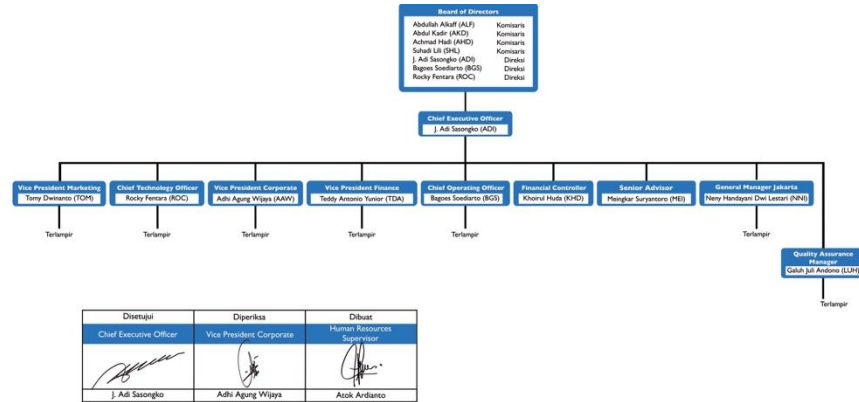 Board of Directors
Abdullah Alkaff (ALF) Komisaris
Abdul Kadir (AKD) Komisaris
Achmad Hadi (AHD) Komisaris
Suhadi Lili (SHL) Komisaris
J. Adi Sasongko (ADI) Direksi
Bagoes Soediarto (BGS) Direksi
Rocky Fentara (ROC) Direksi
Chief Executive Officer
J. Adi Sasongko (ADI)
Vice President Marketing
Tomy Dwinanto (TOM)
Terlampir
Chief Technology Officer
Rocky Fentara (ROC)
Terlampir
Vice President Corporate
Adhi Agung Wijaya (AAW)
Terlampir
Vice President Finance
Teddy Antonio Yunior (TDA)
Terlampir
Chief Operating Officer
Bagoes Soediarto (BGS)
Terlampir
Financial Controller
Khoirul Huda (KHD)
Senior Advisor
Meingkar Suryantoro (MEI)
General Manager Jakarta
Neny Handayani Dwi Lestari (NNI)
Terlampir
Quality Assurance
Manager
Galuh Juli Andono (LUH)
Terlampir
Disetujui Diperiksa Dibuat
Chief Executive Officer Vice President Corporate Human Resources
Supervisor
J. Adi Sasongko Adhi Agung Wijaya Atok Ardianto